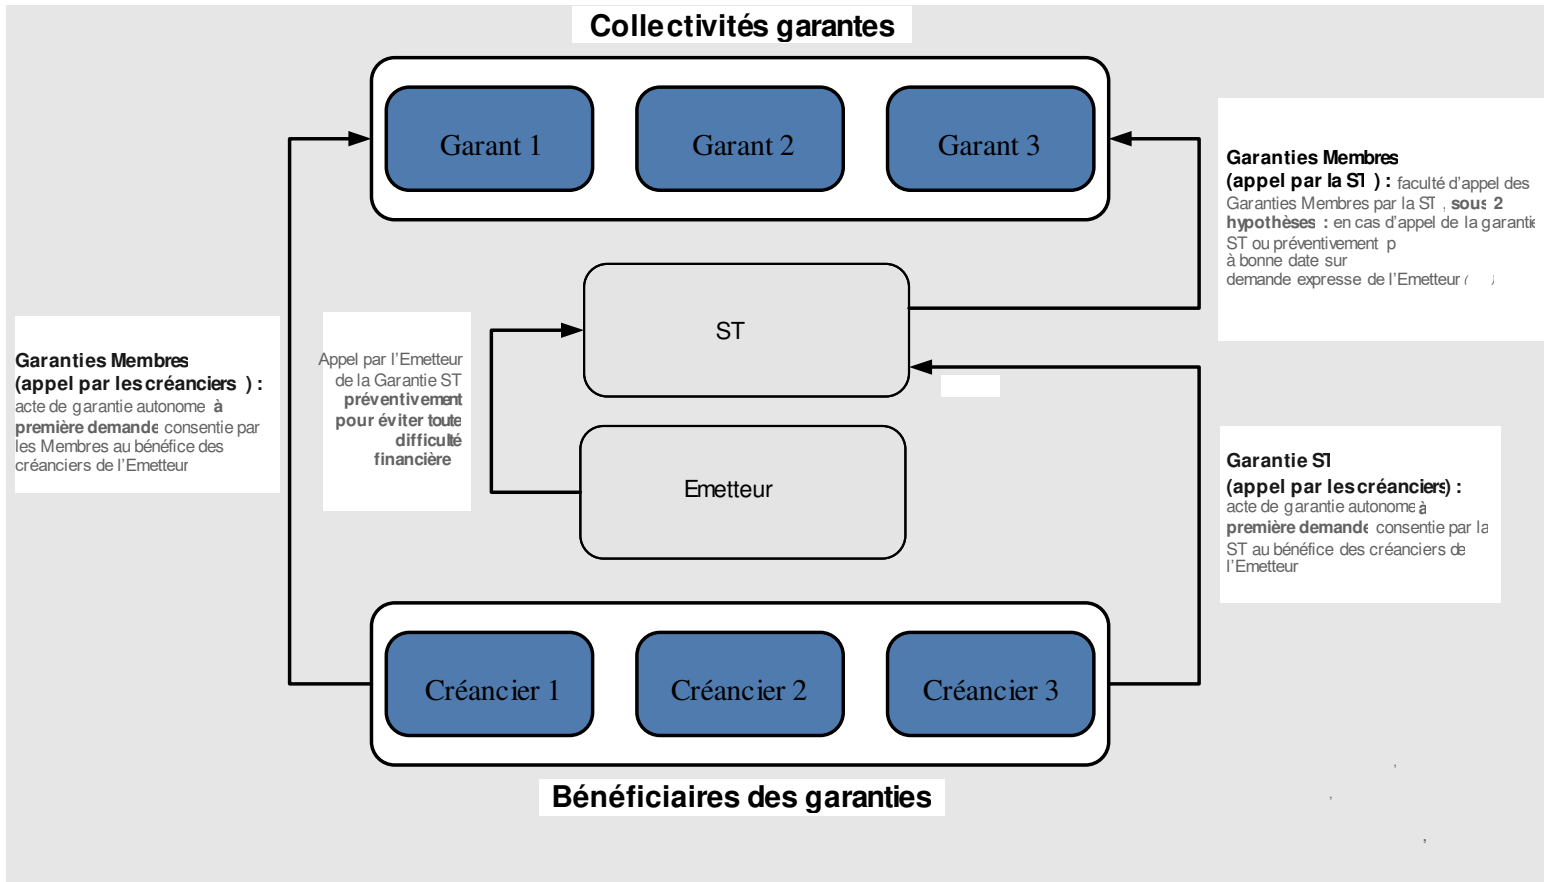 Collectivités garantes
Garant 1
Garant 2
Garant 3
Garanties Membres
(appel par la ST ) : faculté d'appel des
Garanties Membres par la ST , sous 2
hypothèses : en cas d'appel de la garantie
ST ou préventivement p
à bonne date sur
demande expresse de l'Emetteur ( )
ST
Garanties Membres
(appel par les créanciers ) :
acte de garantie autonome à
première demande consentie par
les Membres au bénéfice des
créanciers de l'Emetteur
Appel par l'Emetteur
de la Garantie ST
préventivement
pour éviter toute
difficulté
financière
Emetteur
Garantie ST
(appel par les créanciers) :
acte de garantie autonome à
première demande consentie par la
ST au bénéfice des créanciers de
l'Emetteur
Créancier 1
Créancier 2
Créancier 3
Bénéficiaires des garanties